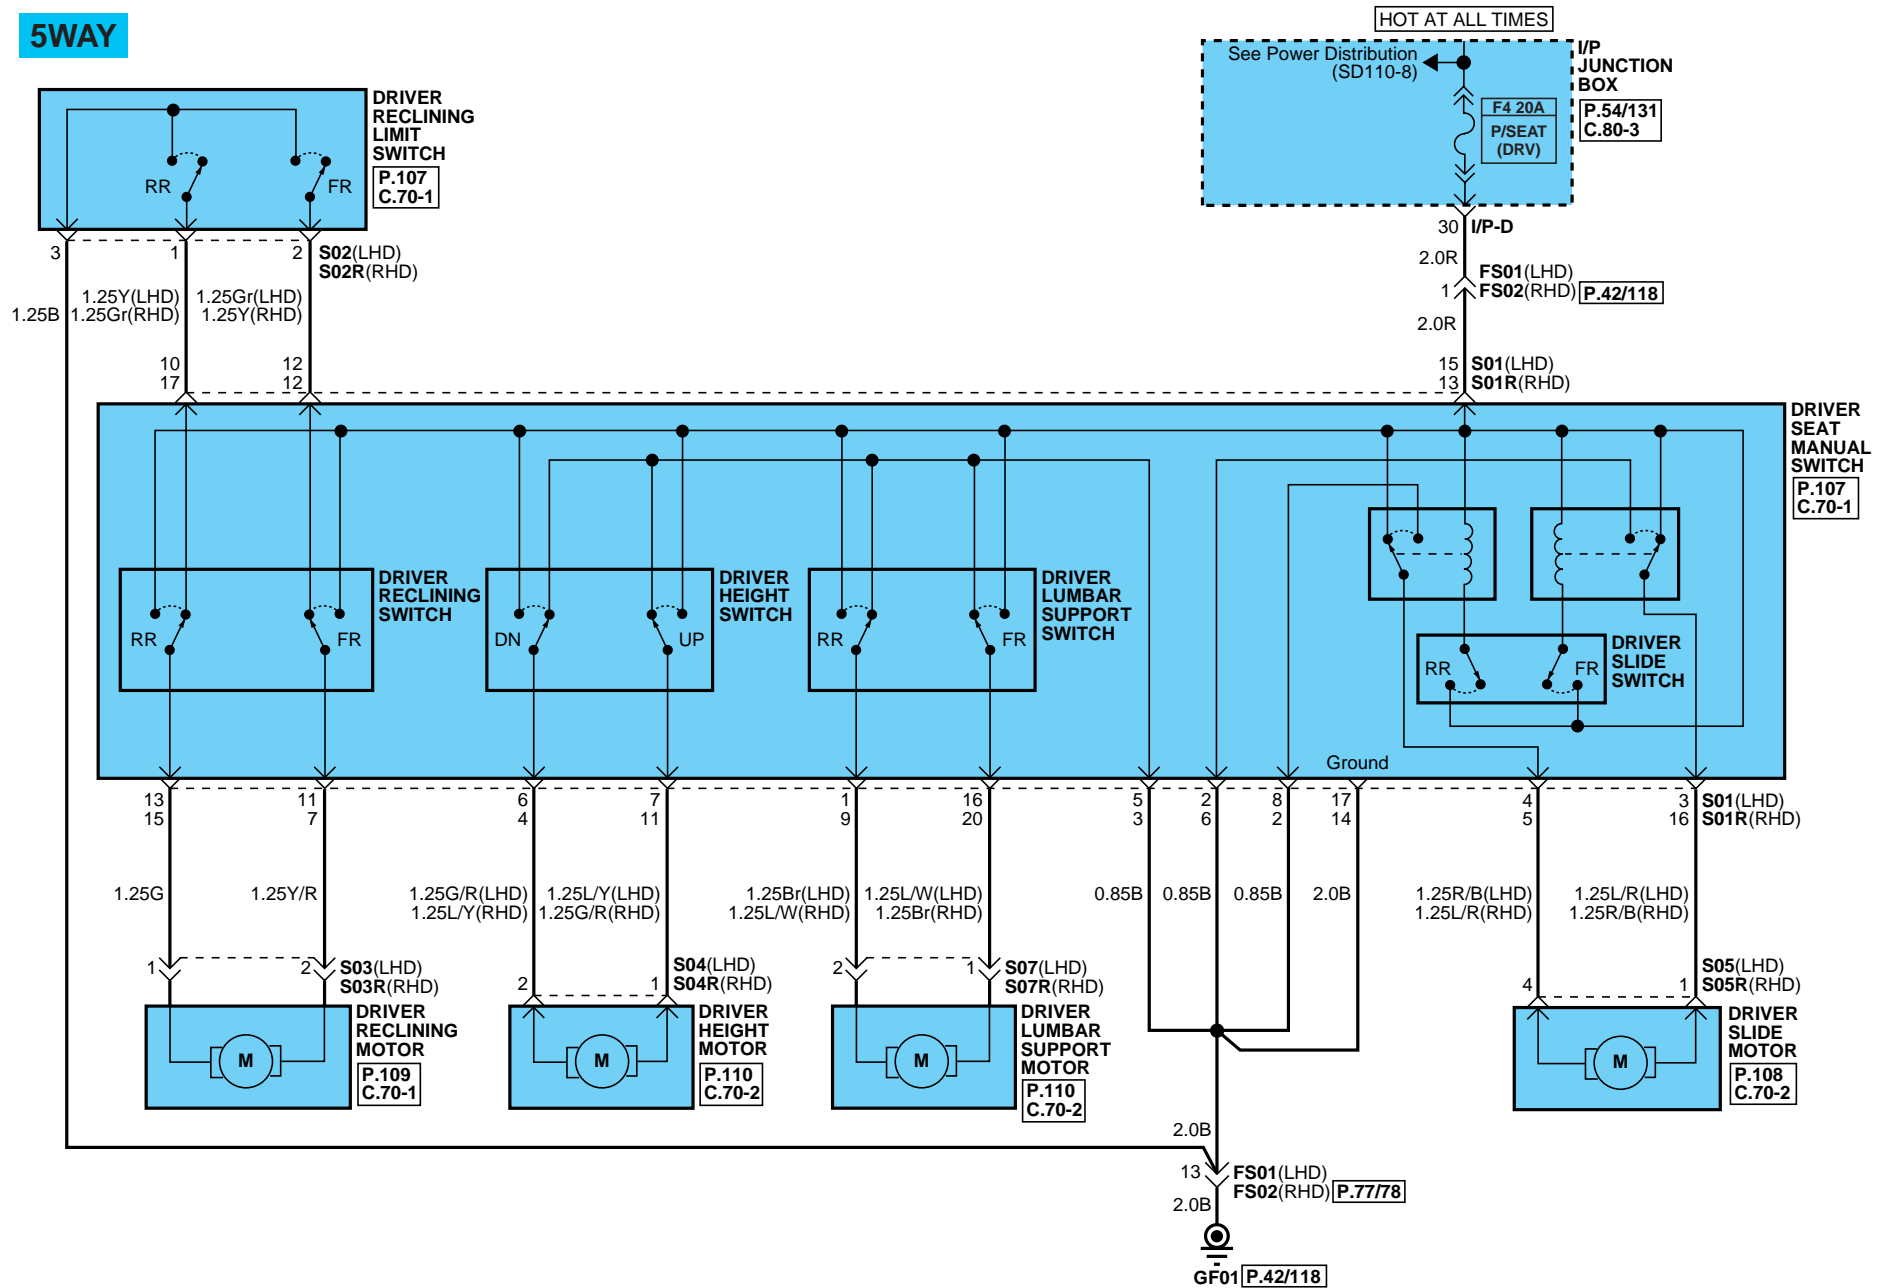 5WAY
HOT AT ALL TIMES
See Power Distribution
(SD110-8)
F4 20A
P/SEAT
(DRV)
I/P
JUNCTION
BOX
P.54/131
C.80-3
30 I/P-D
2.0R
FS01(LHD)
1 FS02(RHD) P.42/118
2.0R
15 S01(LHD)
13 S01R(RHD)
DRIVER
RECLINING
LIMIT
SWITCH
P.107
C.70-1
RR FR
3 1 2 S02(LHD)
S02R(RHD)
1.25B
1.25Y(LHD)
1.25Gr(RHD)
1.25Gr(LHD)
1.25Y(RHD)
10 12
17 12
DRIVER
SEAT
MANUAL
SWITCH
P.107
C.70-1
RR FR
DRIVER
RECLINING
SWITCH
DN UP
DRIVER
HEIGHT
SWITCH
RR FR
DRIVER
LUMBAR
SUPPORT
SWITCH
RR FR
DRIVER
SLIDE
SWITCH
Ground
13 11 6 7 1 16 5 2 8 17 4 3 S01(LHD)
15 7 4 11 9 20 3 6 2 14 5 16 S01R(RHD)
1.25G
1.25Y/R
1.25G/R(LHD)
1.25L/Y(RHD)
1.25L/Y(LHD)
1.25G/R(RHD)
1.25Br(LHD)
1.25L/W(RHD)
1.25L/W(LHD)
1.25Br(RHD)
0.85B 0.85B 0.85B 2.0B
1.25R/B(LHD)
1.25L/R(RHD)
1.25L/R(LHD)
1.25R/B(RHD)
1 2 S03(LHD)
S03R(RHD)
DRIVER
RECLINING
MOTOR
P.109
C.70-1
M
2 1
S04(LHD)
S04R(RHD)
DRIVER
HEIGHT
MOTOR
P.110
C.70-2
M
2 1 S07(LHD)
S07R(RHD)
DRIVER
LUMBAR
SUPPORT
MOTOR
P.110
C.70-2
M
4 1
S05(LHD)
S05R(RHD)
DRIVER
SLIDE
MOTOR
P.108
C.70-2
M
2.0B
13 FS01(LHD)
FS02(RHD) P.77/78
2.0B
GF01 P.42/118